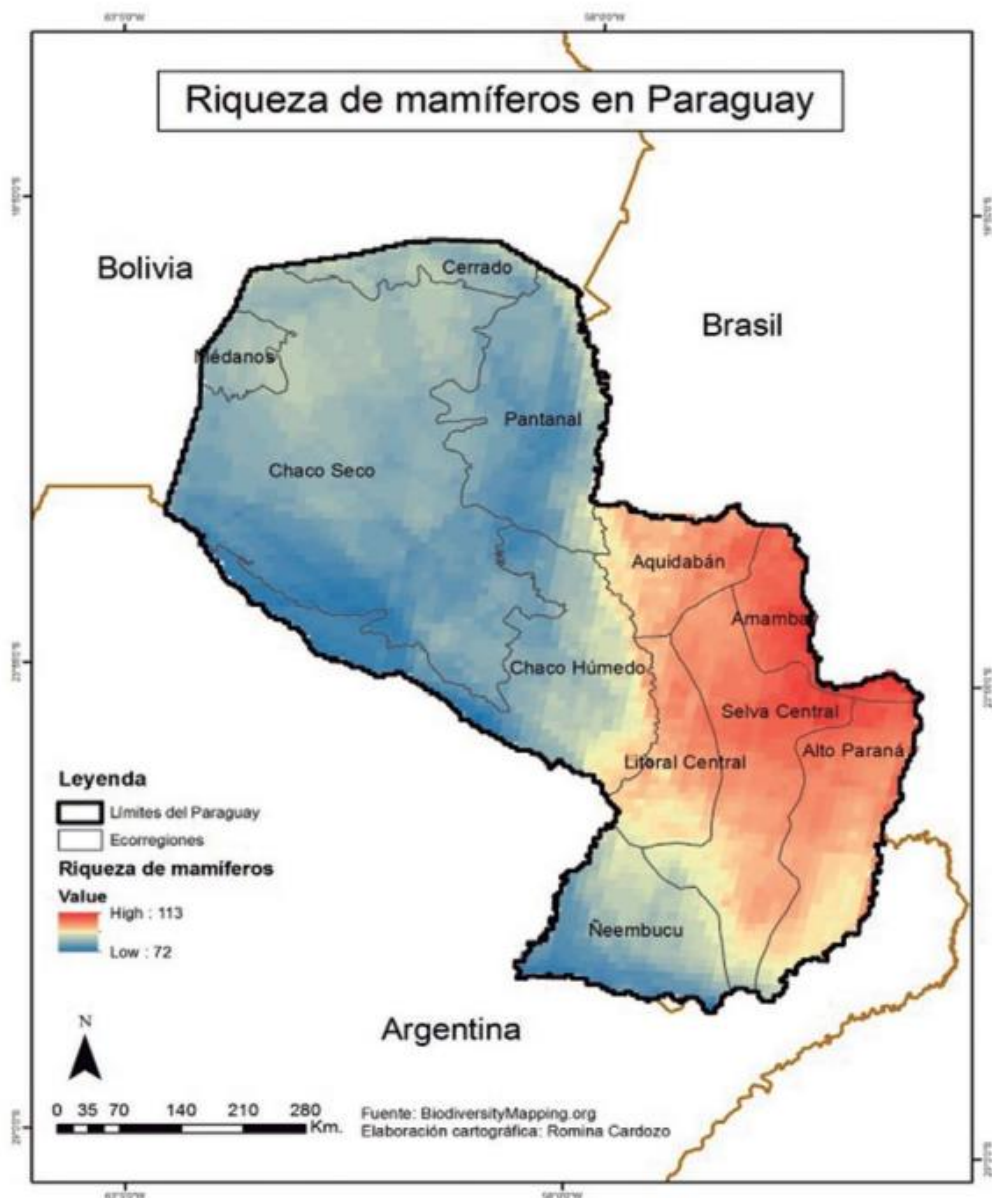 Riqueza de mamíferos en Paraguay
Bolivia
Cerrado
Brasil
Médanos
Pantanal
Chaco Seco
Aquidabán
Amambay
Chaco Húmedo
Selva Central
Alto Paraná
Litoral Central
Leyenda
Límites del Paraguay
Ecorregiones
Riqueza de mamíferos
Value
High : 113
Low : 72
Ñeembucu
Argentina
N
0 35 70 140 210 280
Km.
Fuente: BiodiversityMapping.org
Elaboración cartográfica: Romina Cardozo